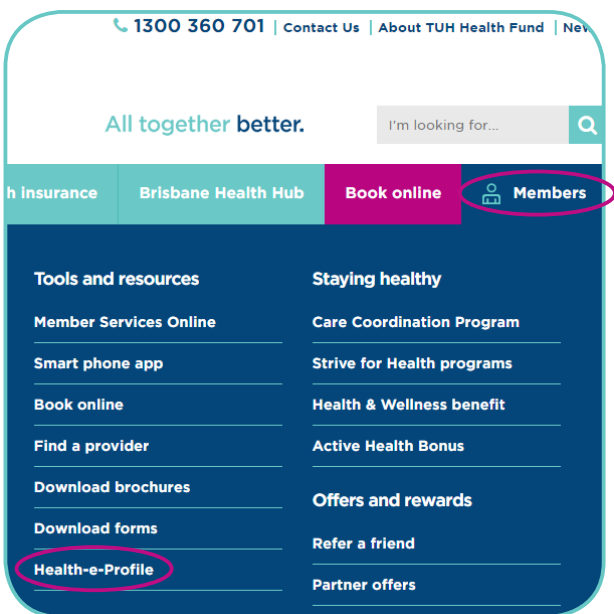 1300 360 701 | Contact Us | About TUH Health Fund |
All together better.
I'm looking for...
insurance Brisbane Health Hub Book online Members
Tools and resources
Member Services Online
Smart phone app
Book online
Find a provider
Download brochures
Download forms
Health-e-Profile
Staying healthy
Care Coordination Program
Strive for Health programs
Health & Wellness benefit
Active Health Bonus
Offers and rewards
Refer a friend
Partner offers